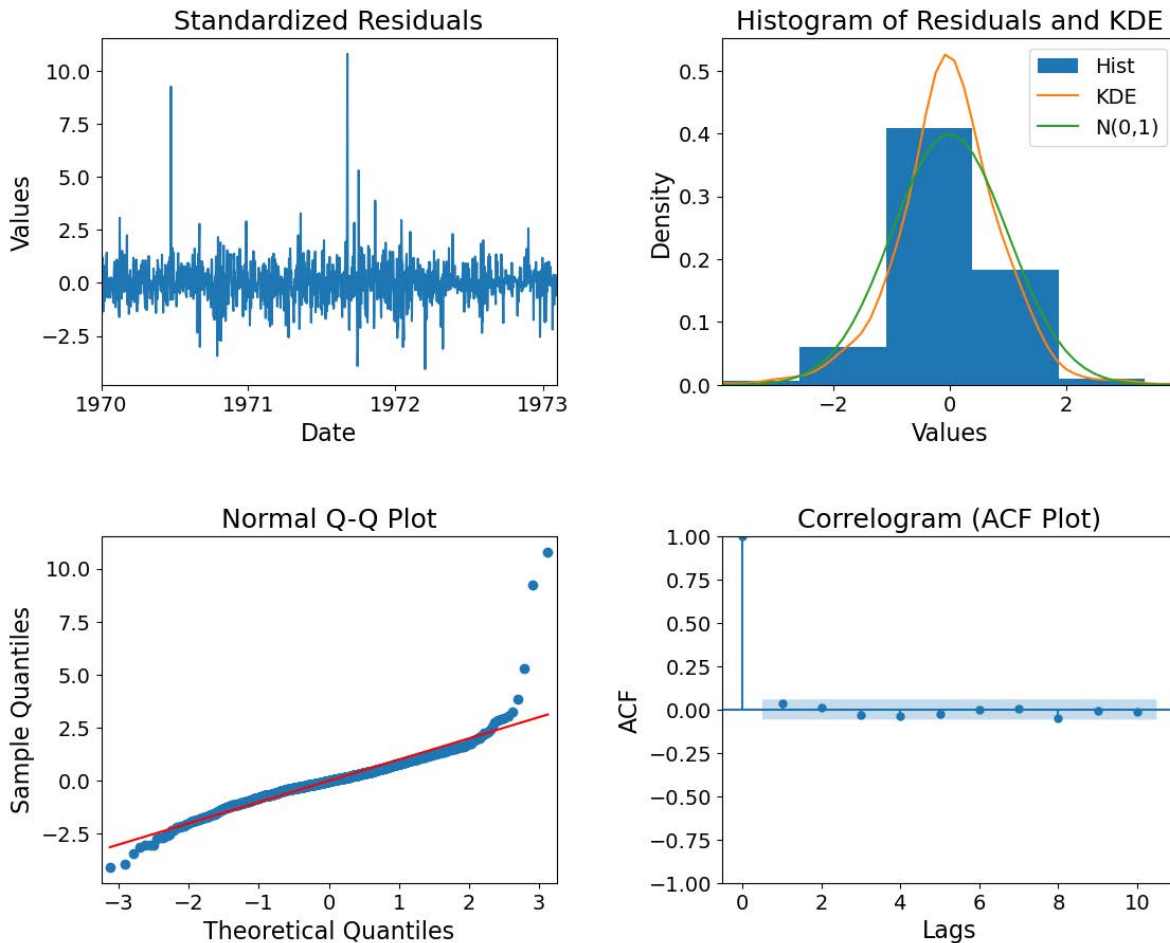 Standardized Residuals
Values
10.0
7.5
5.0
2.5
0.0
−2.5
1970 1971 1972 1973
Date
Histogram of Residuals and KDE
Density
0.5
0.4
0.3
0.2
0.1
0.0
Hist
KDE
N(0,1)
−2 0 2
Values
Normal Q-Q Plot
Sample Quantiles
10.0
7.5
5.0
2.5
0.0
−2.5
−3 −2 −1 0 1 2 3
Theoretical Quantiles
Correlogram (ACF Plot)
ACF
1.00
0.75
0.50
0.25
0.00
−0.25
−0.50
−0.75
−1.00
0 2 4 6 8 10
Lags